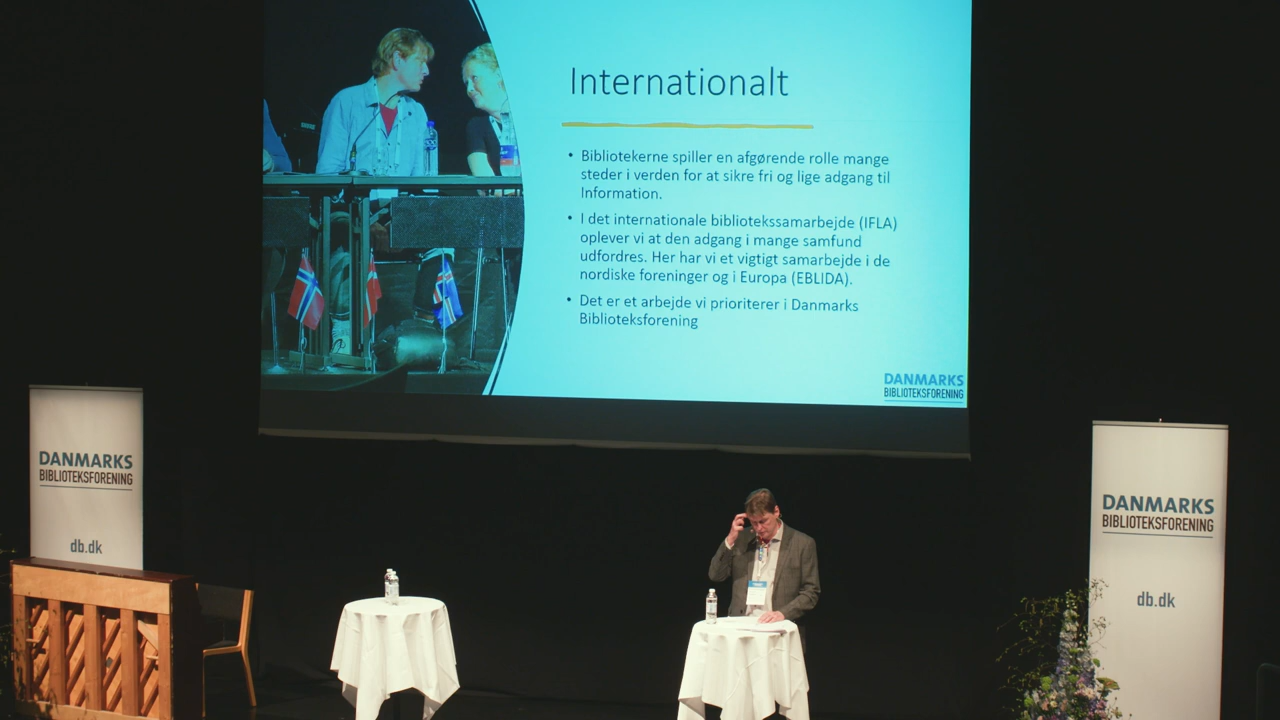 Internationalt
• Bibliotekerne spiller en afgørende rolle mange
steder i verden for at sikre fri og lige adgang til
Information.
• I det internationale bibliotekssamarbejde (IFLA)
oplever vi at den adgang i mange samfund
udfordres. Her har vi et vigtigt samarbejde i de
nordiske foreninger og i Europa (EBLIDA).
• Det er et arbejde vi prioriterer i Danmarks
Biblioteksforening
DANMARKS
BIBLIOTEKSFORENING
DANMARKS
BIBLIOTEKSFORENING
db.dk
DANMARKS
BIBLIOTEKSFORENING
db.dk